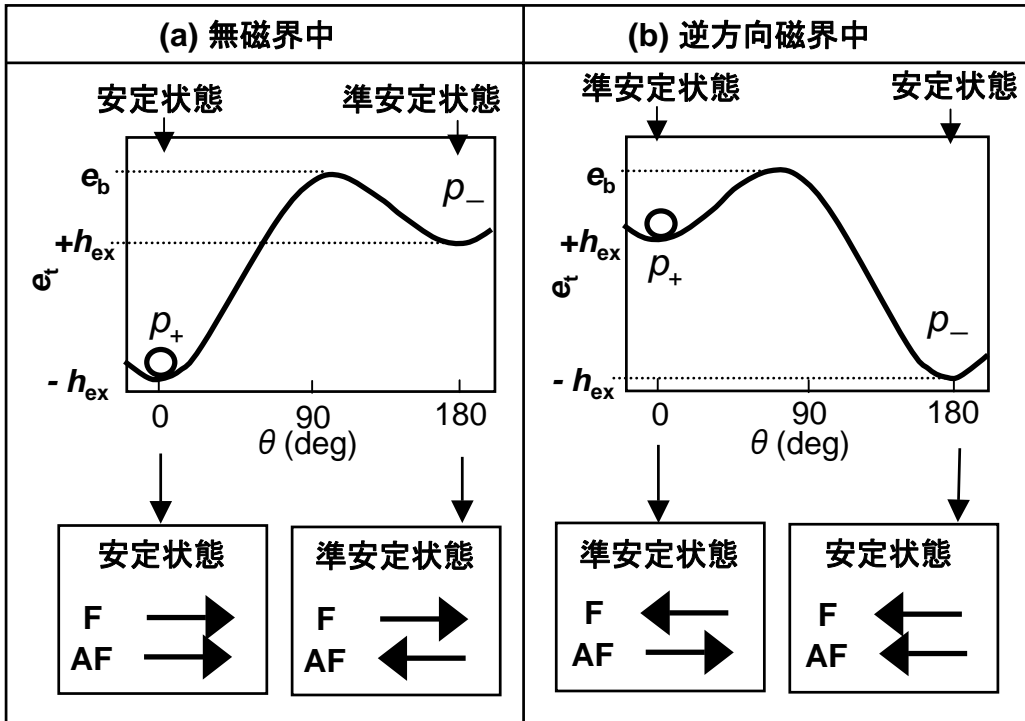 (a) 無磁界中
安定状態
準安定状態
e_b
p_–
+h_ex
e_t
p_+
- h_ex
0
90
180
θ (deg)
安定状態
F
AF
準安定状態
F
AF
(b) 逆方向磁界中
準安定状態
安定状態
e_b
+h_ex
p_+
e_t
p_–
- h_ex
0
90
180
θ (deg)
準安定状態
F
AF
安定状態
F
AF